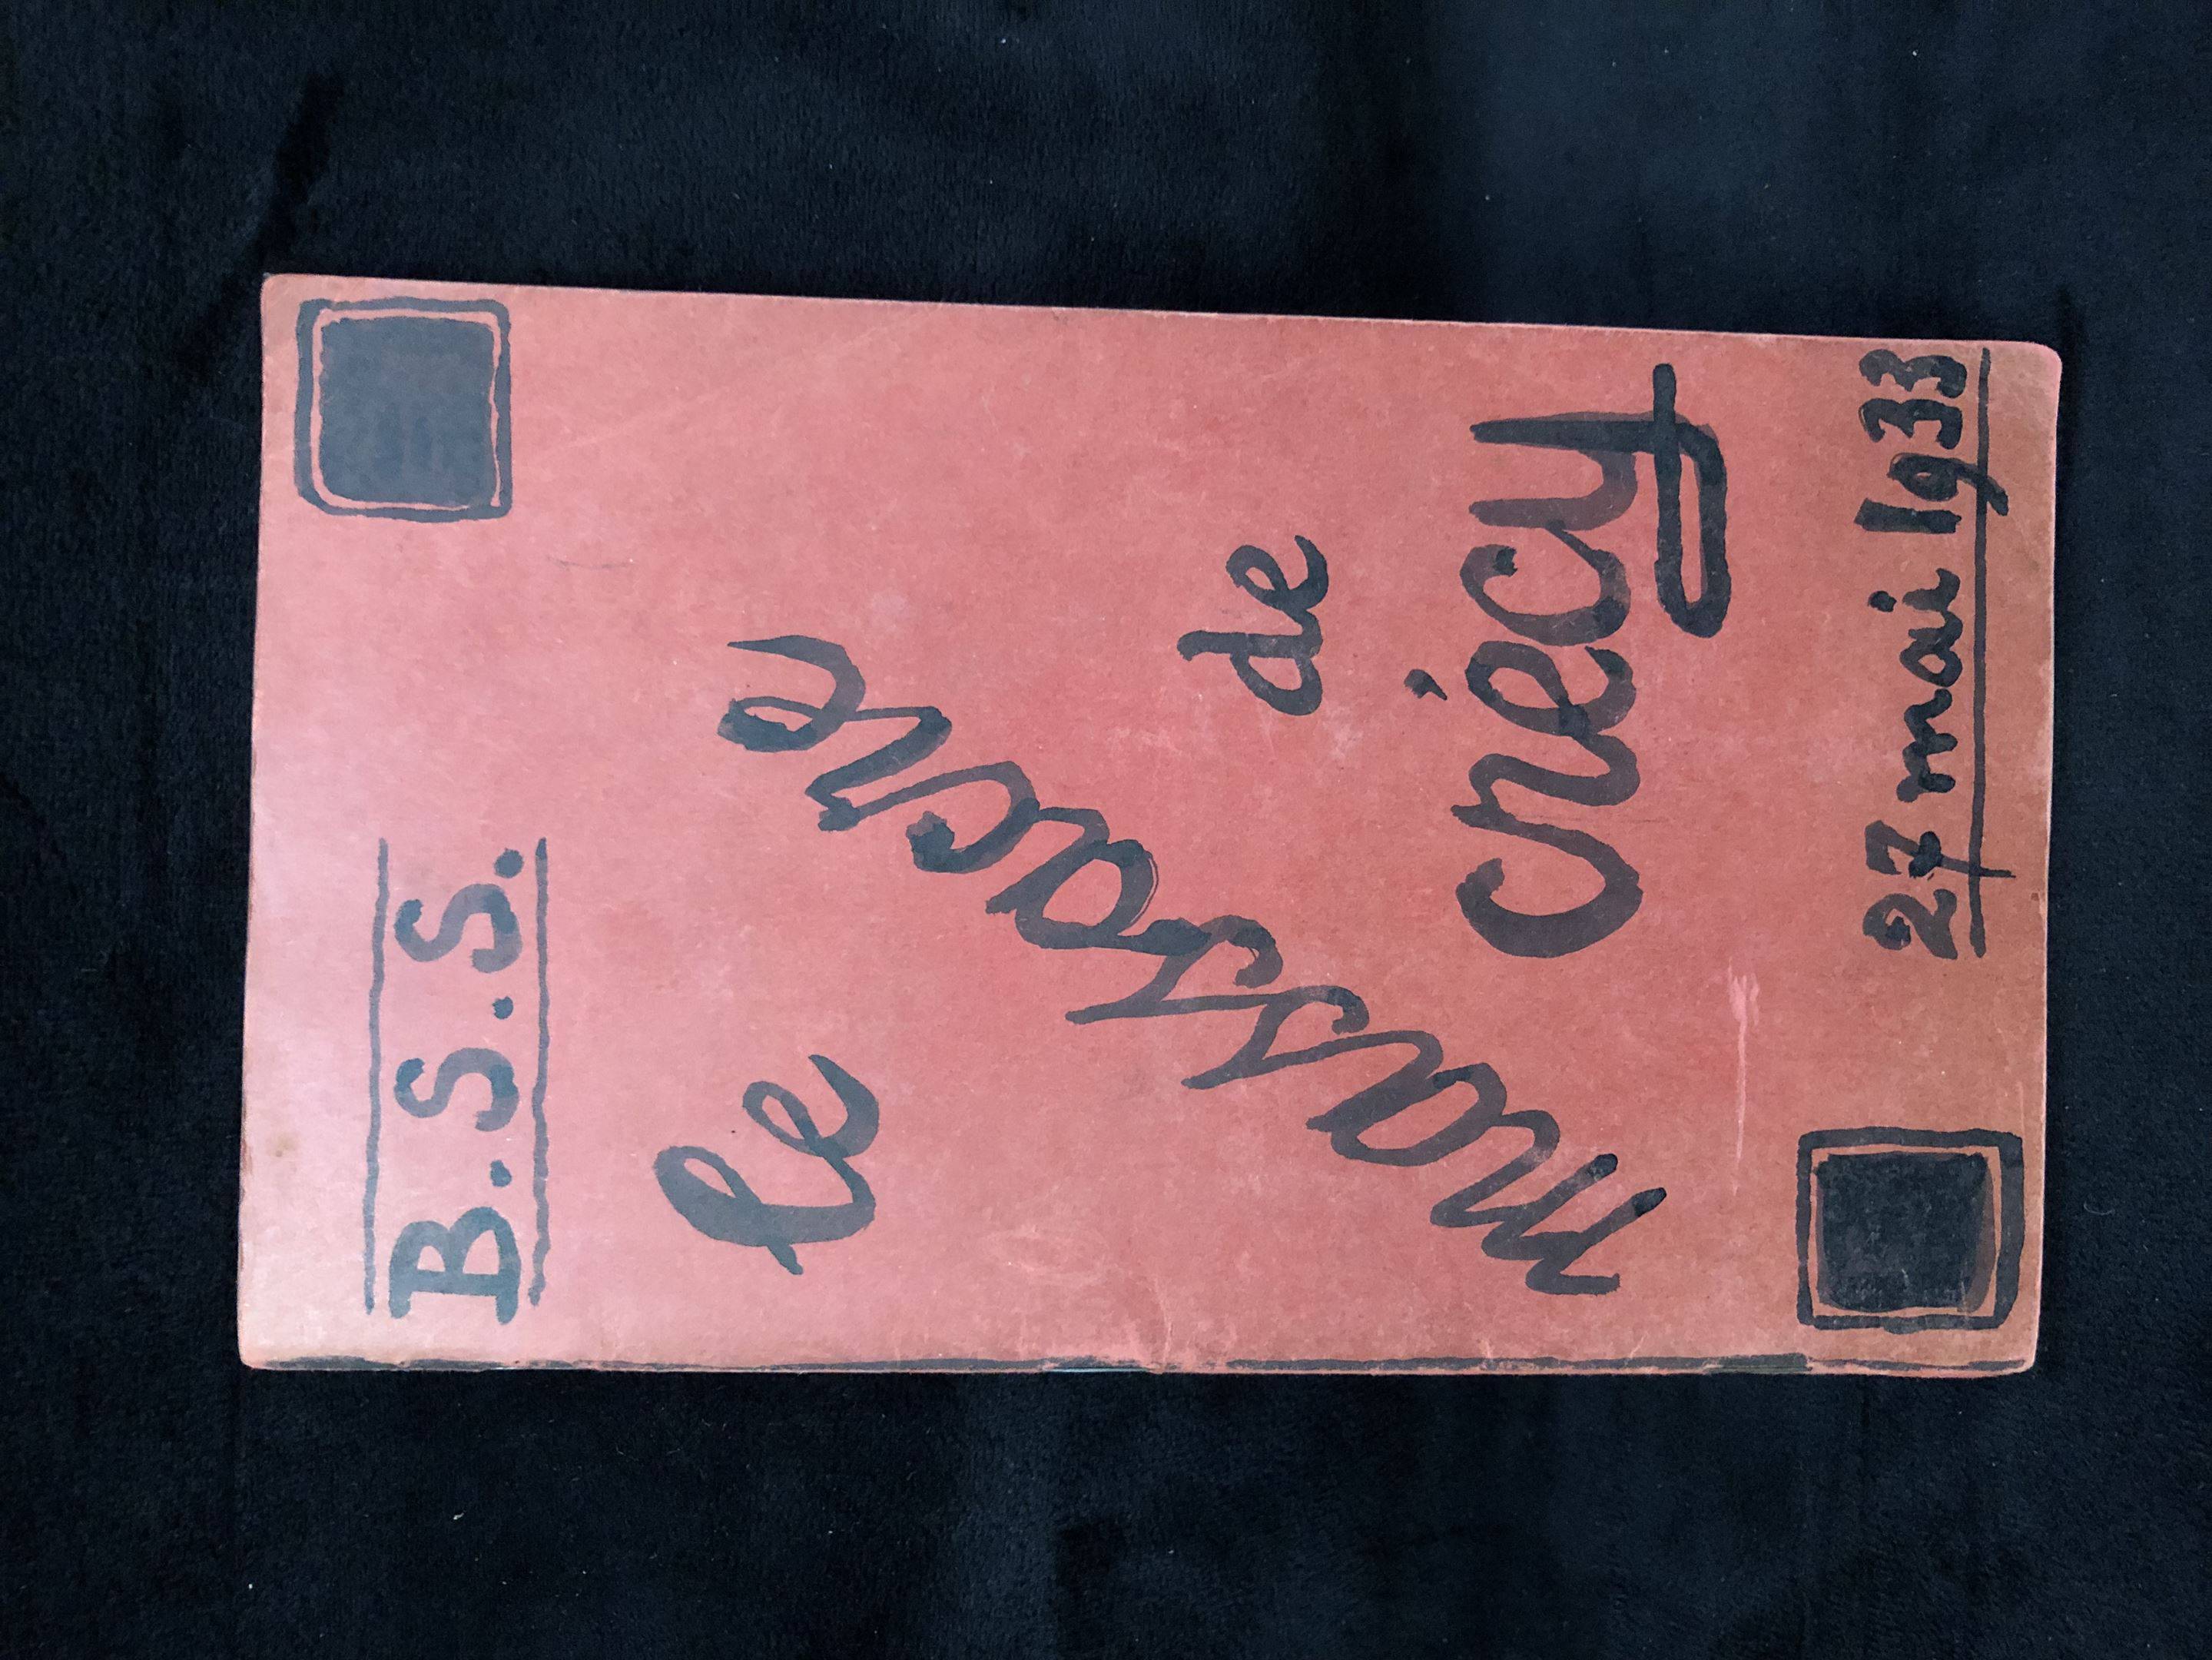 B.S.S.
le
massacre
de
crécy
27 mai 1933